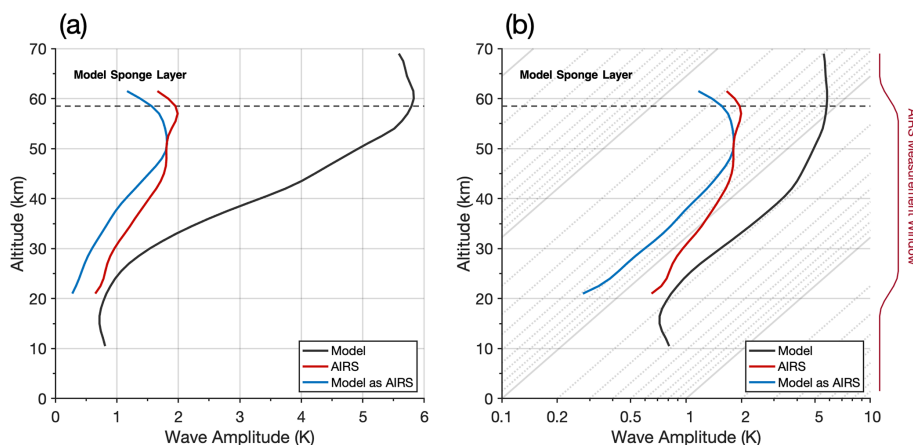 (a)
70
60
50
40
30
20
10
0
Altitude (km)
Model Sponge Layer
Model
AIRS
Model as AIRS
0 1 2 3 4 5 6
Wave Amplitude (K)
(b)
70
60
50
40
30
20
10
0
Altitude (km)
Model Sponge Layer
Model
AIRS
Model as AIRS
0.1 0.2 0.5 1 2 5 10
Wave Amplitude (K)
AIRS Measurement Window